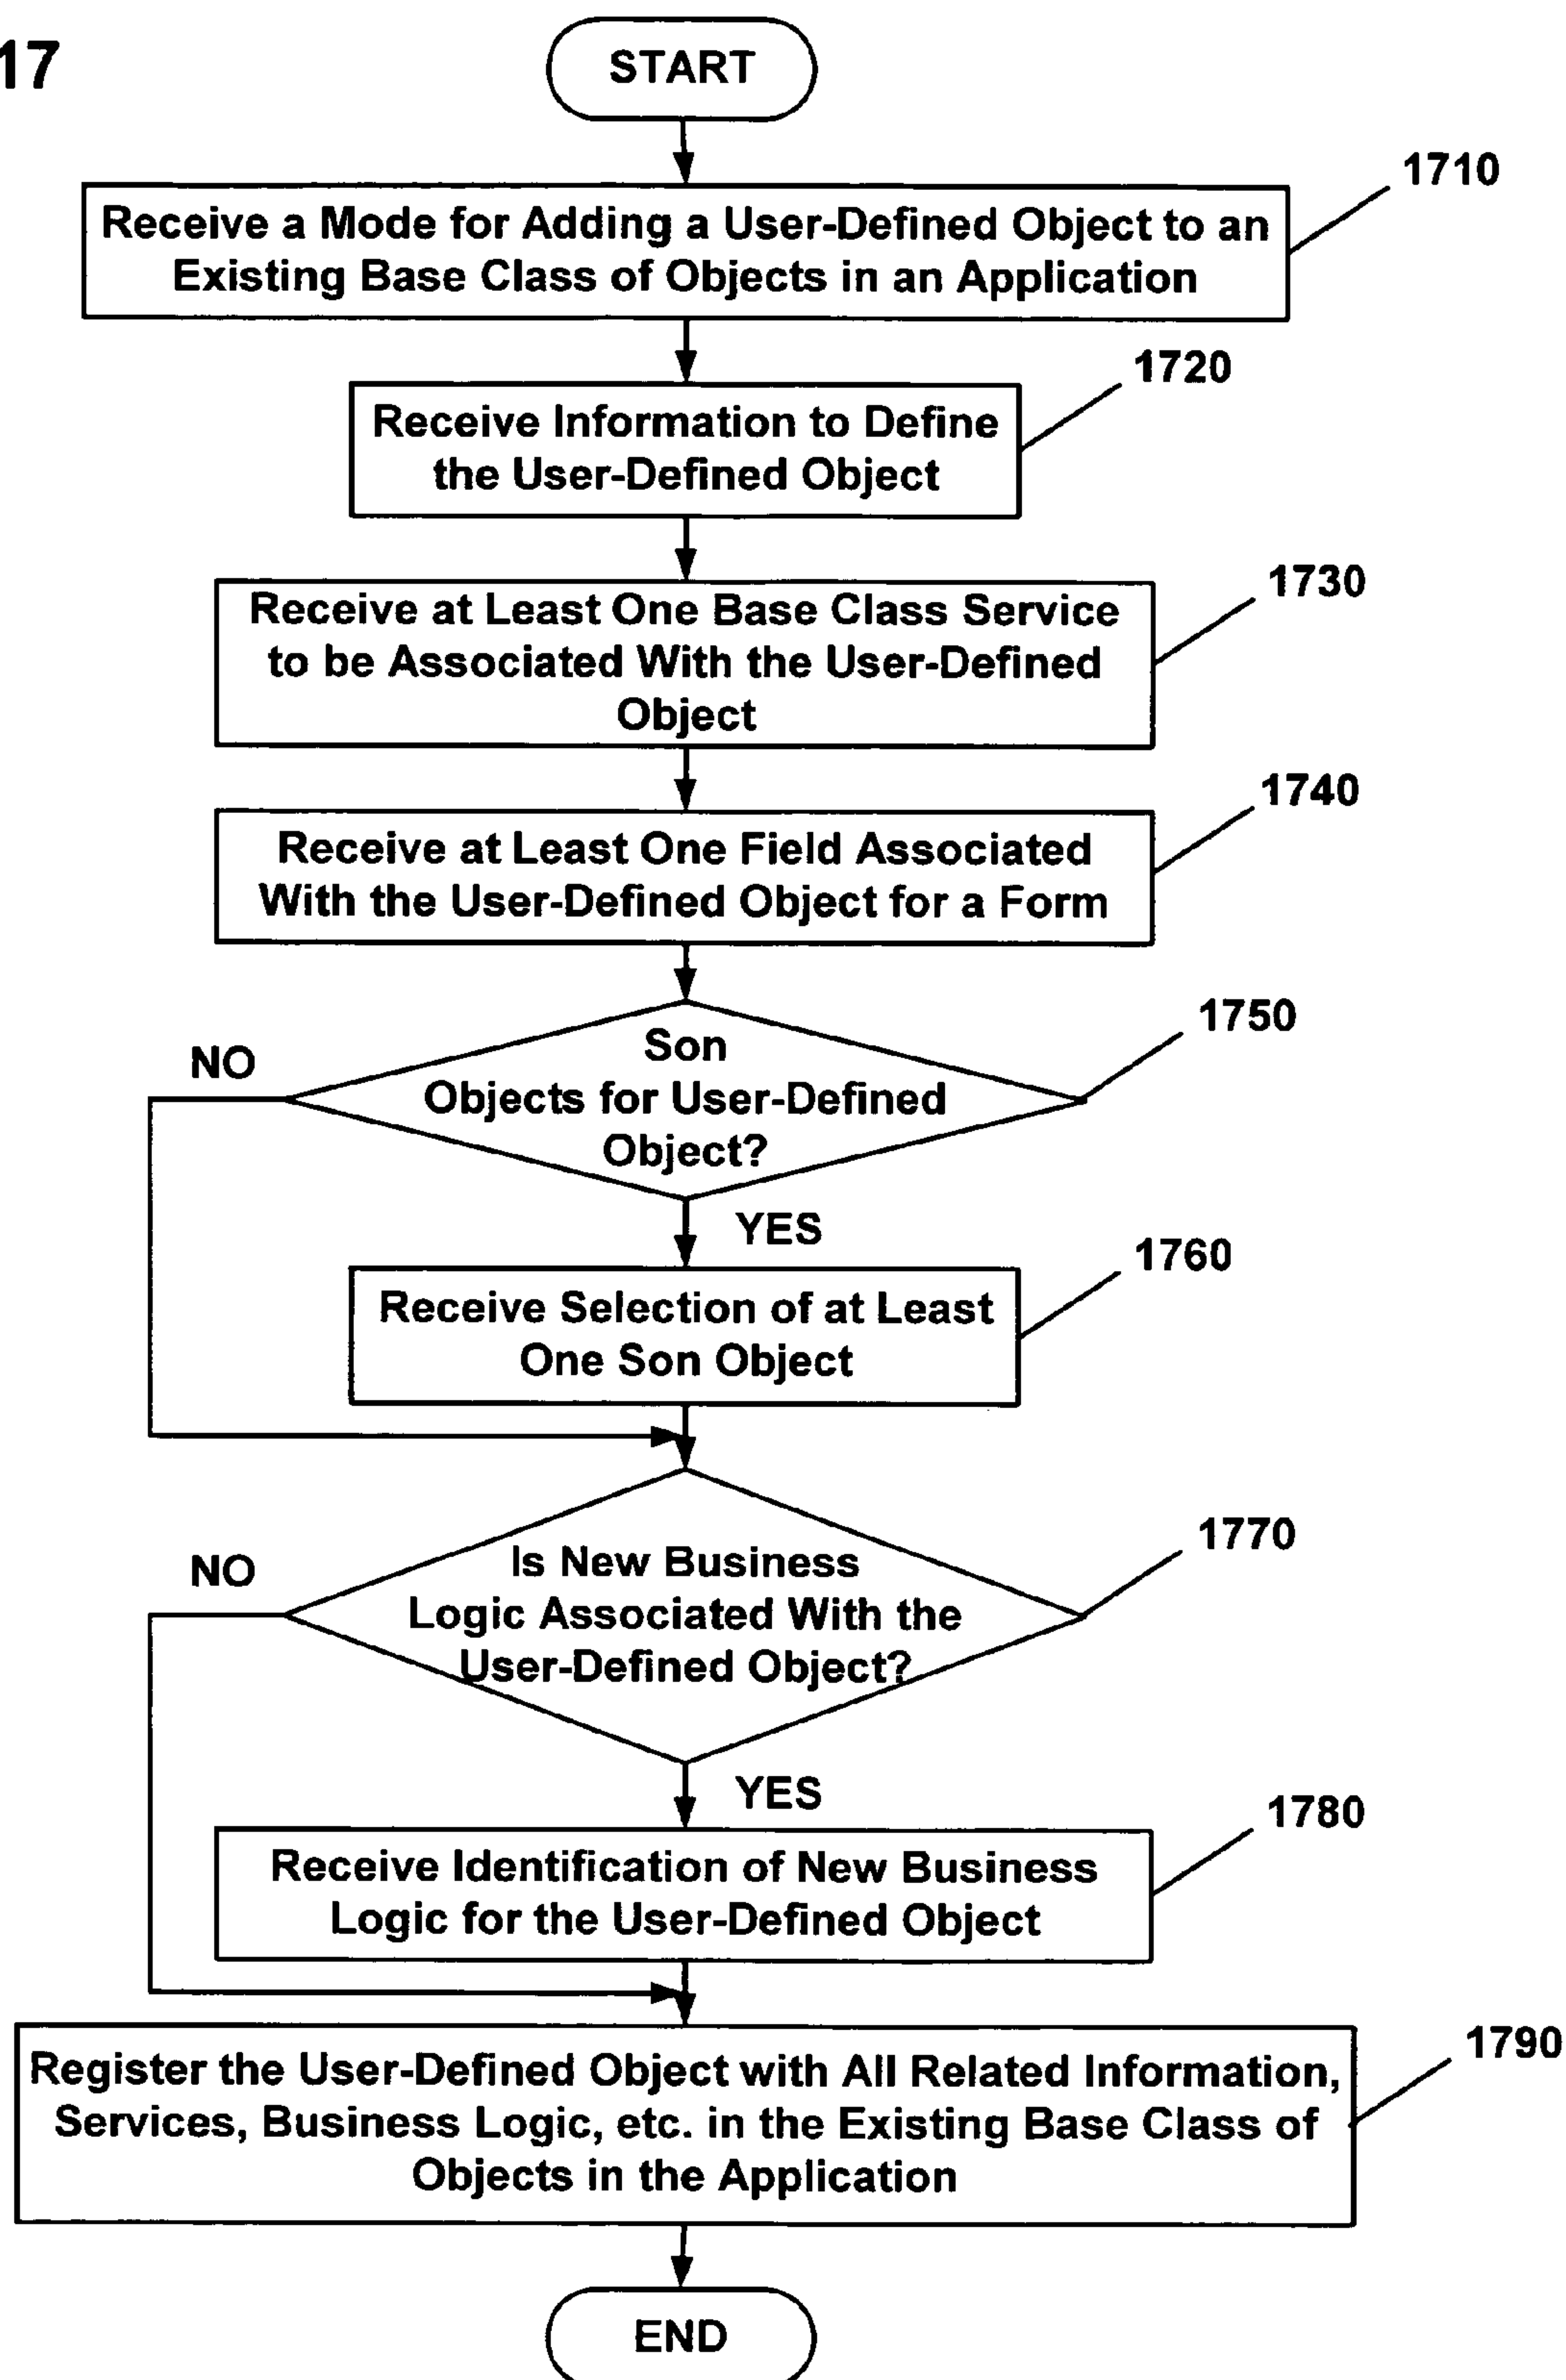 17
START
1710
Receive a Mode for Adding a User-Defined Object to an
Existing Base Class of Objects in an Application
1720
Receive Information to Define
the User-Defined Object
1730
Receive at Least One Base Class Service
to be Associated With the User-Defined
Object
1740
Receive at Least One Field Associated
With the User-Defined Object for a Form
1750
NO
Son
Objects for User-Defined
Object?
YES
1760
Receive Selection of at Least
One Son Object
1770
NO
Is New Business
Logic Associated With the
User-Defined Object?
YES
1780
Receive Identification of New Business
Logic for the User-Defined Object
1790
Register the User-Defined Object with All Related Information,
Services, Business Logic, etc. in the Existing Base Class of
Objects in the Application
END